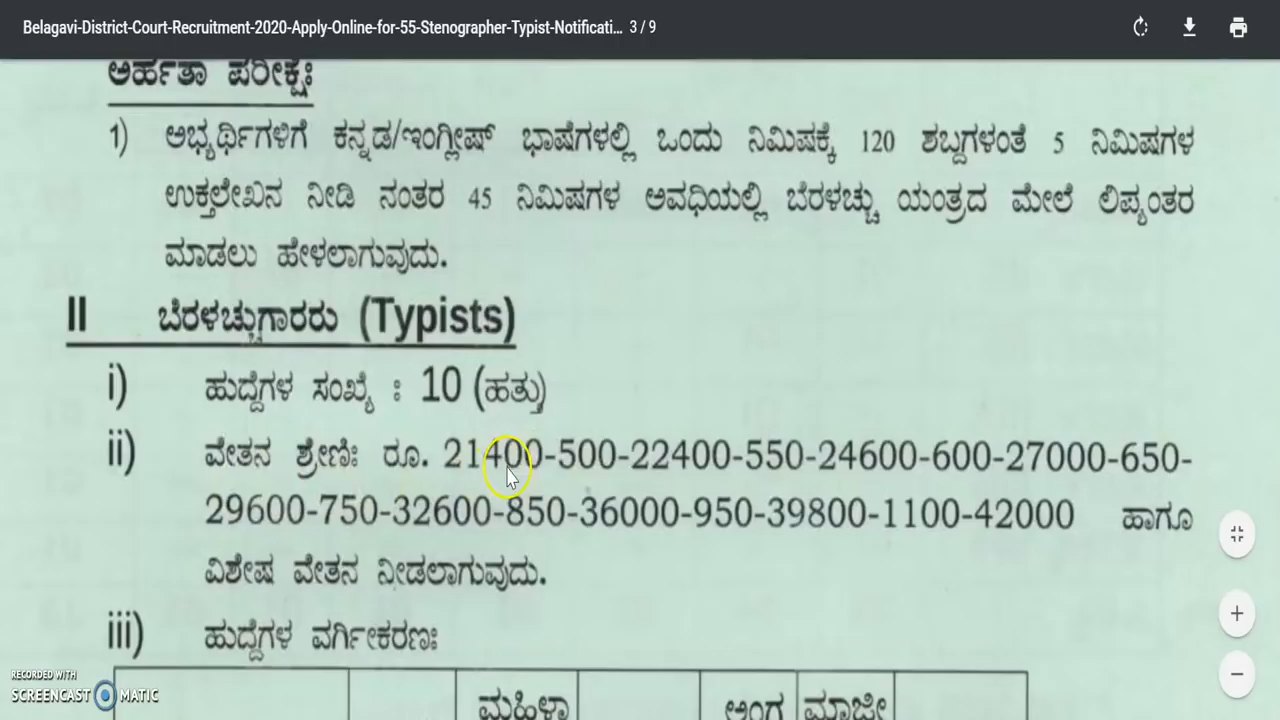 Belagavi-District-Court-Recruitment-2020-Apply-Online-for-55-Stenographer-Typist-Notificati... 3 / 9
ಅರ್ಹತಾ ಪರೀಕ್ಷೆಃ
1) ಅಭ್ಯರ್ಥಿಗಳಿಗೆ ಕನ್ನಡ/ಇಂಗ್ಲೀಷ್ ಭಾಷೆಗಳಲ್ಲಿ ಒಂದು ನಿಮಿಷಕ್ಕೆ 120 ಶಬ್ದಗಳಂತೆ 5 ನಿಮಿಷಗಳ
ಉಕ್ತಲೇಖನ ನೀಡಿ ನಂತರ 45 ನಿಮಿಷಗಳ ಅವಧಿಯಲ್ಲಿ ಬೆರಳಚ್ಚು ಯಂತ್ರದ ಮೇಲೆ ಲಿಪ್ಯಂತರ
ಮಾಡಲು ಹೇಳಲಾಗುವುದು.
II ಬೆರಳಚ್ಚುಗಾರರು (Typists)
i) ಹುದ್ದೆಗಳ ಸಂಖ್ಯೆ : 10 (ಹತ್ತು)
ii) ವೇತನ ಶ್ರೇಣಿಃ ರೂ. 21400-500-22400-550-24600-600-27000-650-
29600-750-32600-850-36000-950-39800-1100-42000 ಹಾಗೂ
ವಿಶೇಷ ವೇತನ ನೀಡಲಾಗುವುದು.
iii) ಹುದ್ದೆಗಳ ವರ್ಗೀಕರಣಃ
ಮಹಿಳಾ ಅಂಗ ಮಾಜೀ
RECORDED WITH
SCREENCAST MATIC